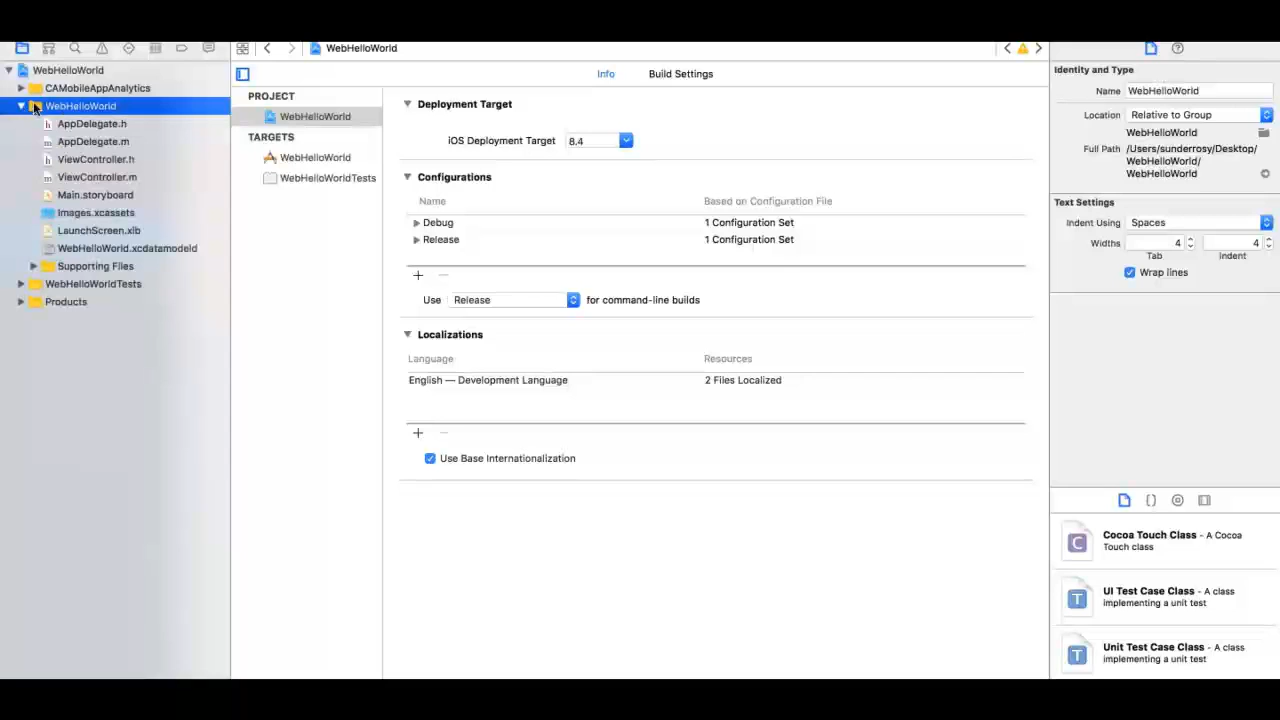 WebHelloWorld
CAMobileAppAnalytics
WebHelloWorld
AppDelegate.h
AppDelegate.m
ViewController.h
ViewController.m
Main.storyboard
Images.xcassets
LaunchScreen.xib
WebHelloWorld.xcdatamodeld
Supporting Files
WebHelloWorldTests
Products
WebHelloWorld
Info
Build Settings
PROJECT
WebHelloWorld
TARGETS
WebHelloWorld
WebHelloWorldTests
Deployment Target
iOS Deployment Target 8.4
Configurations
Name Based on Configuration File
Debug 1 Configuration Set
Release 1 Configuration Set
Use Release for command-line builds
Localizations
Language Resources
English — Development Language 2 Files Localized
Use Base Internationalization
Identity and Type
Name WebHelloWorld
Location Relative to Group
WebHelloWorld
Full Path /Users/sunderrosy/Desktop/
WebHelloWorld/
WebHelloWorld
Text Settings
Indent Using Spaces
Widths 4 4
Tab Indent
Wrap lines
C
Cocoa Touch Class - A Cocoa
Touch class
T
UI Test Case Class - A class
implementing a unit test
T
Unit Test Case Class - A class
implementing a unit test